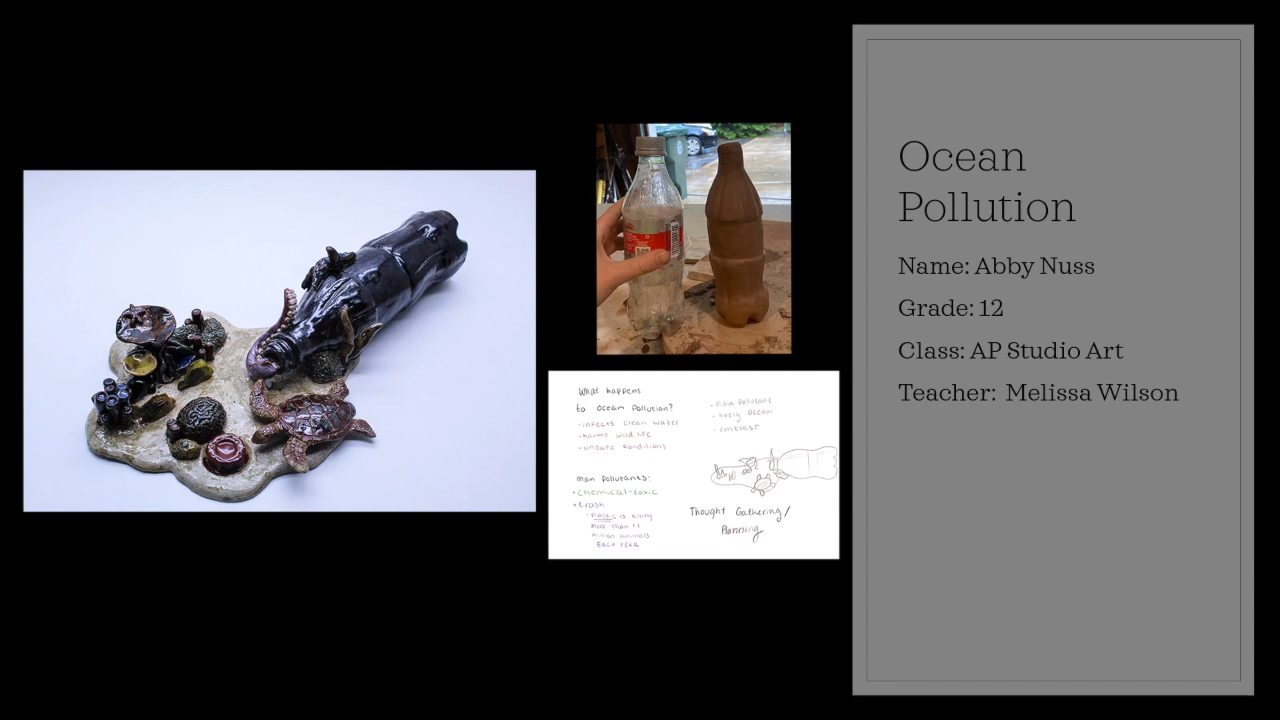 What happens
to ocean pollution?
-infects clean water
-harms wild life
-unsafe conditions
Main pollutants:
•chemical-toxic
•trash
-plastic is killing
more than 1.1
million animals
EACH YEAR
-main pollutant
-lively ocean
-contrast
Thought Gathering/
Planning
Ocean
Pollution
Name: Abby Nuss
Grade: 12
Class: AP Studio Art
Teacher: Melissa Wilson